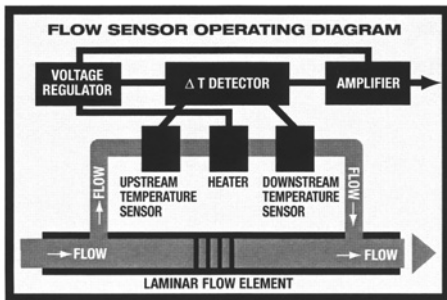 FLOW SENSOR OPERATING DIAGRAM
VOLTAGE
REGULATOR
Δ T DETECTOR
AMPLIFIER
FLOW
FLOW
UPSTREAM
TEMPERATURE
SENSOR
HEATER
DOWNSTREAM
TEMPERATURE
SENSOR
FLOW
FLOW
LAMINAR FLOW ELEMENT